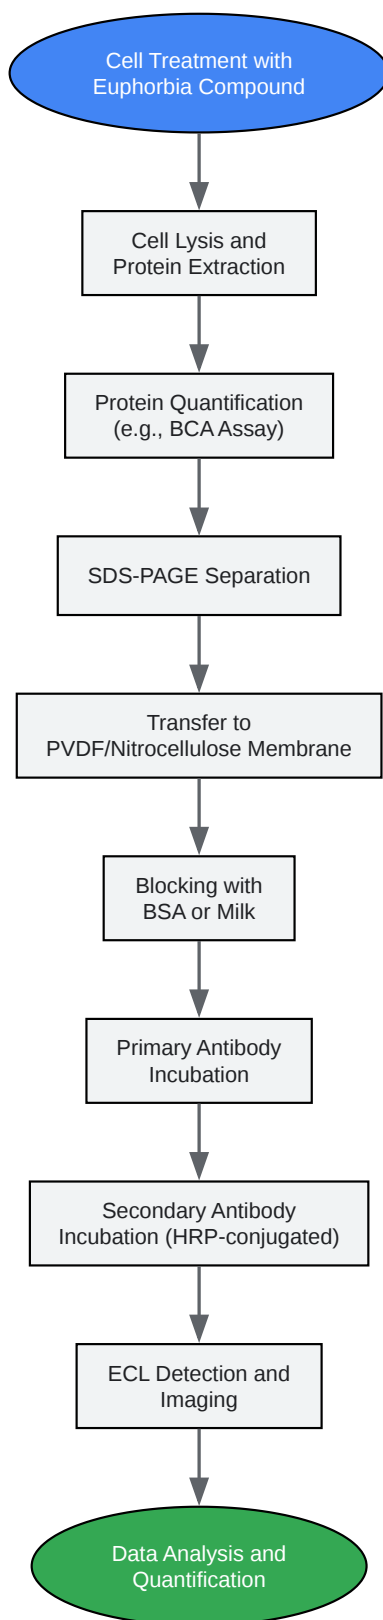 Cell Treatment with
Euphorbia Compound
Cell Lysis and
Protein Extraction
Protein Quantification
(e.g., BCA Assay)
SDS-PAGE Separation
Transfer to
PVDF/Nitrocellulose Membrane
Blocking with
BSA or Milk
Primary Antibody
Incubation
Secondary Antibody
Incubation (HRP-conjugated)
ECL Detection and
Imaging
Data Analysis and
Quantification